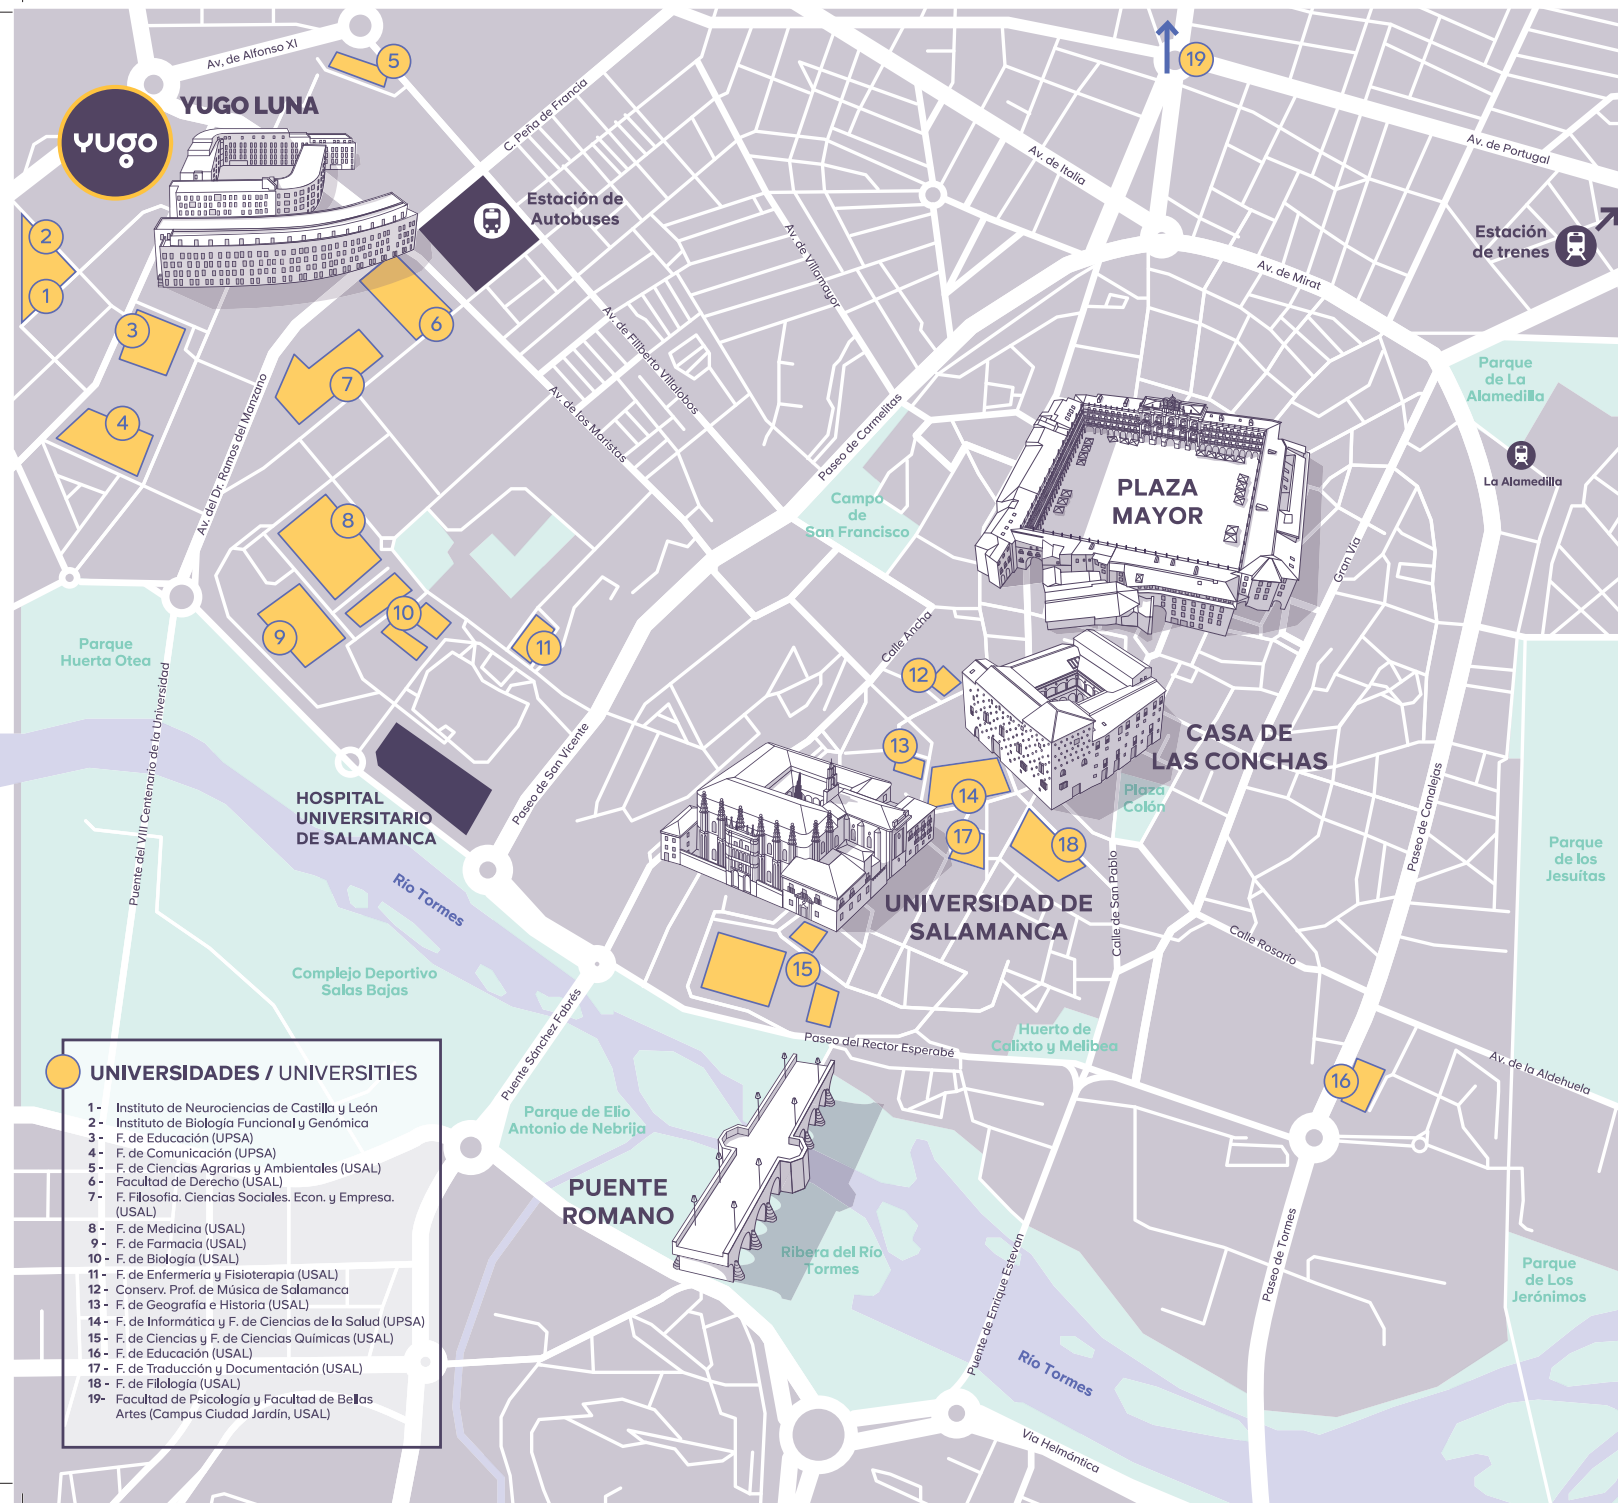 Av, de Alfonso XI
5
19
YUGO LUNA
yugo
C. Peña de Francia
Av. de Italia
Av. de Portugal
Estación de
Autobuses
2
1
3
6
7
4
Av. de Villamayor
Av. de Filiberto Villalobos
Av. de los Maristas
Av. del Dr. Ramos del Manzano
Paseo de Carmelitas
Av. de Mirat
Estación
de trenes
Parque
de La
Alamedilla
La Alamedilla
PLAZA
MAYOR
Campo
de
San Francisco
Gran Vía
8
9
10
11
Parque
Huerta Otea
Puente del VIII Centenario de la Universidad
Calle Ancha
12
13
14
17
18
CASA DE
LAS CONCHAS
Plaza
Colón
Paseo de San Vicente
HOSPITAL
UNIVERSITARIO
DE SALAMANCA
Río Tormes
Paseo de Canalejas
Parque
de los
Jesuítas
UNIVERSIDAD DE
SALAMANCA
Calle de San Pablo
Calle Rosario
15
Complejo Deportivo
Salas Bajas
Puente Sánchez Fabrés
Paseo del Rector Esperabé
Huerto de
Calixto y Melibea
Av. de la Aldehuela
16
Parque de Elio
Antonio de Nebrija
PUENTE
ROMANO
Ribera del Río
Tormes
Puente de Enrique Estevan
Paseo de Tormes
Parque
de Los
Jerónimos
Río Tormes
Vía Helmántica
UNIVERSIDADES / UNIVERSITIES
1 - Instituto de Neurociencias de Castilla y León
2 - Instituto de Biología Funcional y Genómica
3 - F. de Educación (UPSA)
4 - F. de Comunicación (UPSA)
5 - F. de Ciencias Agrarias y Ambientales (USAL)
6 - Facultad de Derecho (USAL)
7 - F. Filosofia. Ciencias Sociales. Econ. y Empresa.
(USAL)
8 - F. de Medicina (USAL)
9 - F. de Farmacia (USAL)
10 - F. de Biología (USAL)
11 - F. de Enfermería y Fisioterapia (USAL)
12 - Conserv. Prof. de Música de Salamanca
13 - F. de Geografía e Historia (USAL)
14 - F. de Informática y F. de Ciencias de la Salud (UPSA)
15 - F. de Ciencias y F. de Ciencias Químicas (USAL)
16 - F. de Educación (USAL)
17 - F. de Traducción y Documentación (USAL)
18 - F. de Filología (USAL)
19- Facultad de Psicología y Facultad de Bellas
Artes (Campus Ciudad Jardín, USAL)